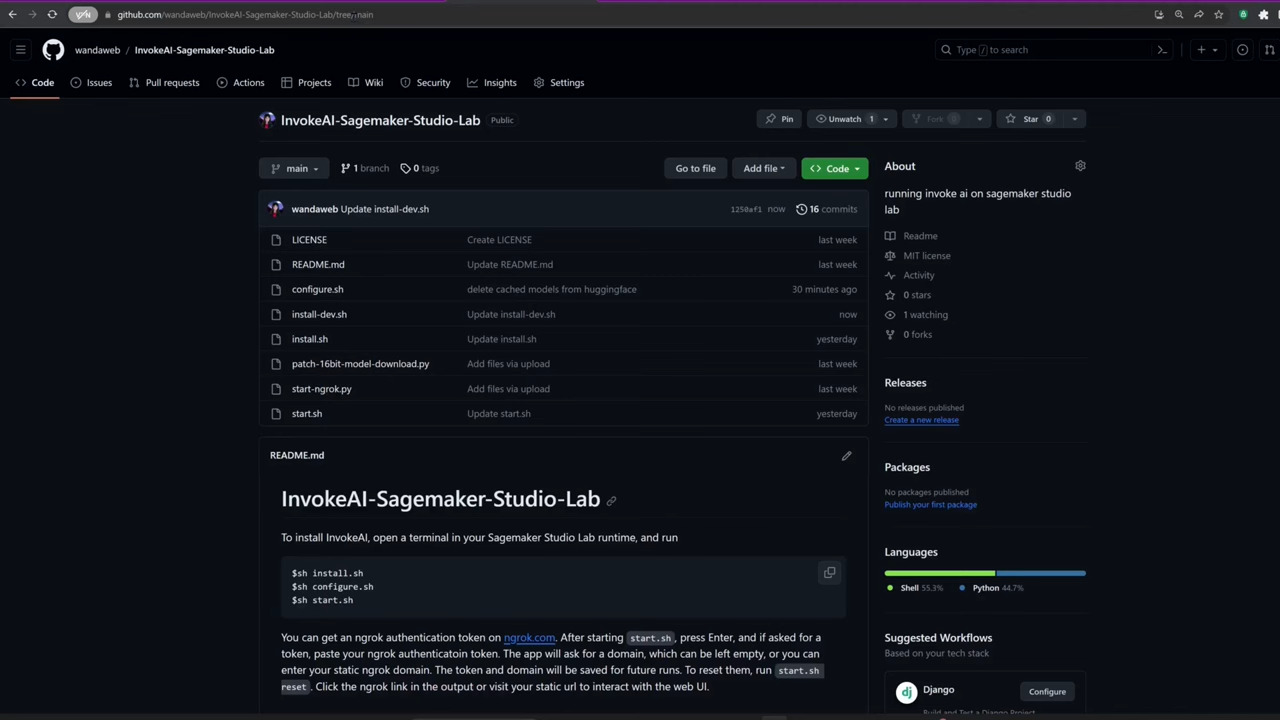 VPN github.com/wandaweb/InvokeAI-Sagemaker-Studio-Lab/tree/main
wandaweb / InvokeAI-Sagemaker-Studio-Lab
Type / to search
Code Issues Pull requests Actions Projects Wiki Security Insights Settings
InvokeAI-Sagemaker-Studio-Lab Public
Pin Unwatch 1 Fork 0 Star 0
main 1 branch 0 tags Go to file Add file Code
wandaweb Update install-dev.sh 1250af1 now 16 commits
LICENSE Create LICENSE last week
README.md Update README.md last week
configure.sh delete cached models from huggingface 30 minutes ago
install-dev.sh Update install-dev.sh now
install.sh Update install.sh yesterday
patch-16bit-model-download.py Add files via upload last week
start-ngrok.py Add files via upload last week
start.sh Update start.sh yesterday
README.md
InvokeAI-Sagemaker-Studio-Lab
To install InvokeAI, open a terminal in your Sagemaker Studio Lab runtime, and run
$sh install.sh
$sh configure.sh
$sh start.sh
You can get an ngrok authentication token on ngrok.com. After starting start.sh, press Enter, and if asked for a
token, paste your ngrok authenticatoin token. The app will ask for a domain, which can be left empty, or you can
enter your static ngrok domain. The token and domain will be saved for future runs. To reset them, run start.sh
reset. Click the ngrok link in the output or visit your static url to interact with the web UI.
About
running invoke ai on sagemaker studio
lab
Readme
MIT license
Activity
0 stars
1 watching
0 forks
Releases
No releases published
Create a new release
Packages
No packages published
Publish your first package
Languages
Shell 55.3% Python 44.7%
Suggested Workflows
Based on your tech stack
dj Django Configure
Build and Test a Django Project